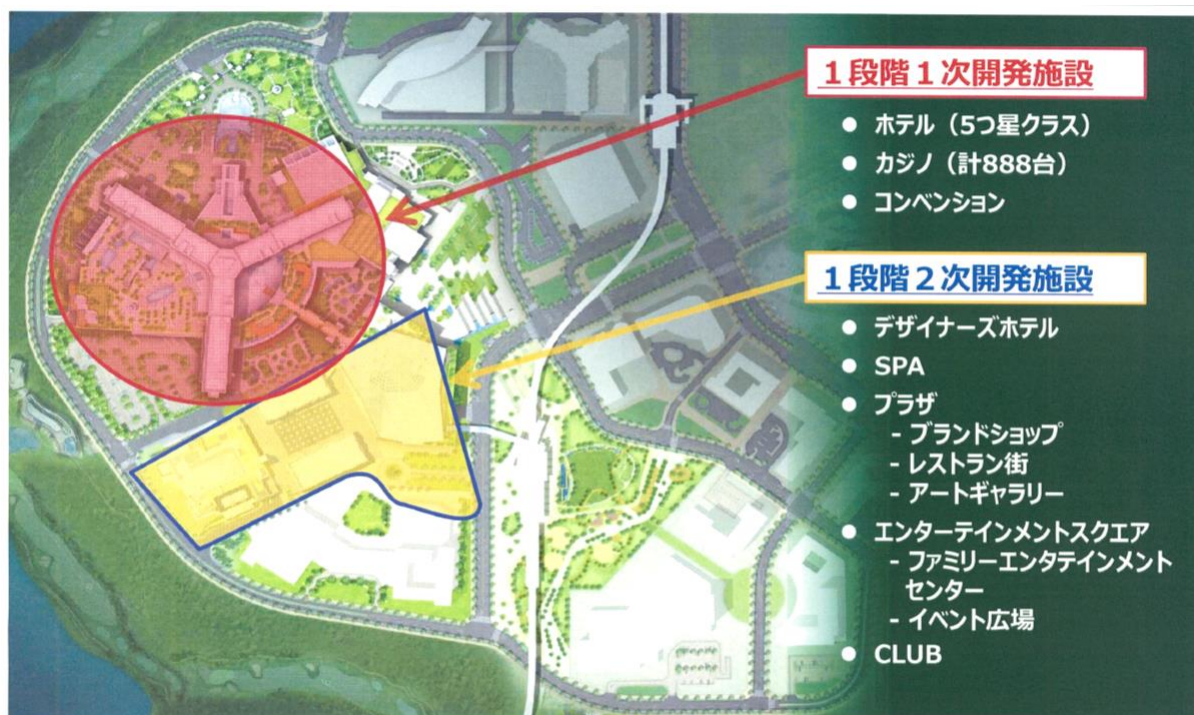 １段階１次開発施設
● ホテル（5つ星クラス）
● カジノ（計888台）
● コンベンション
１段階２次開発施設
● デザイナーズホテル
● SPA
● プラザ
- ブランドショップ
- レストラン街
- アートギャラリー
● エンターテインメントスクエア
- ファミリーエンタテインメント
センター
- イベント広場
● CLUB